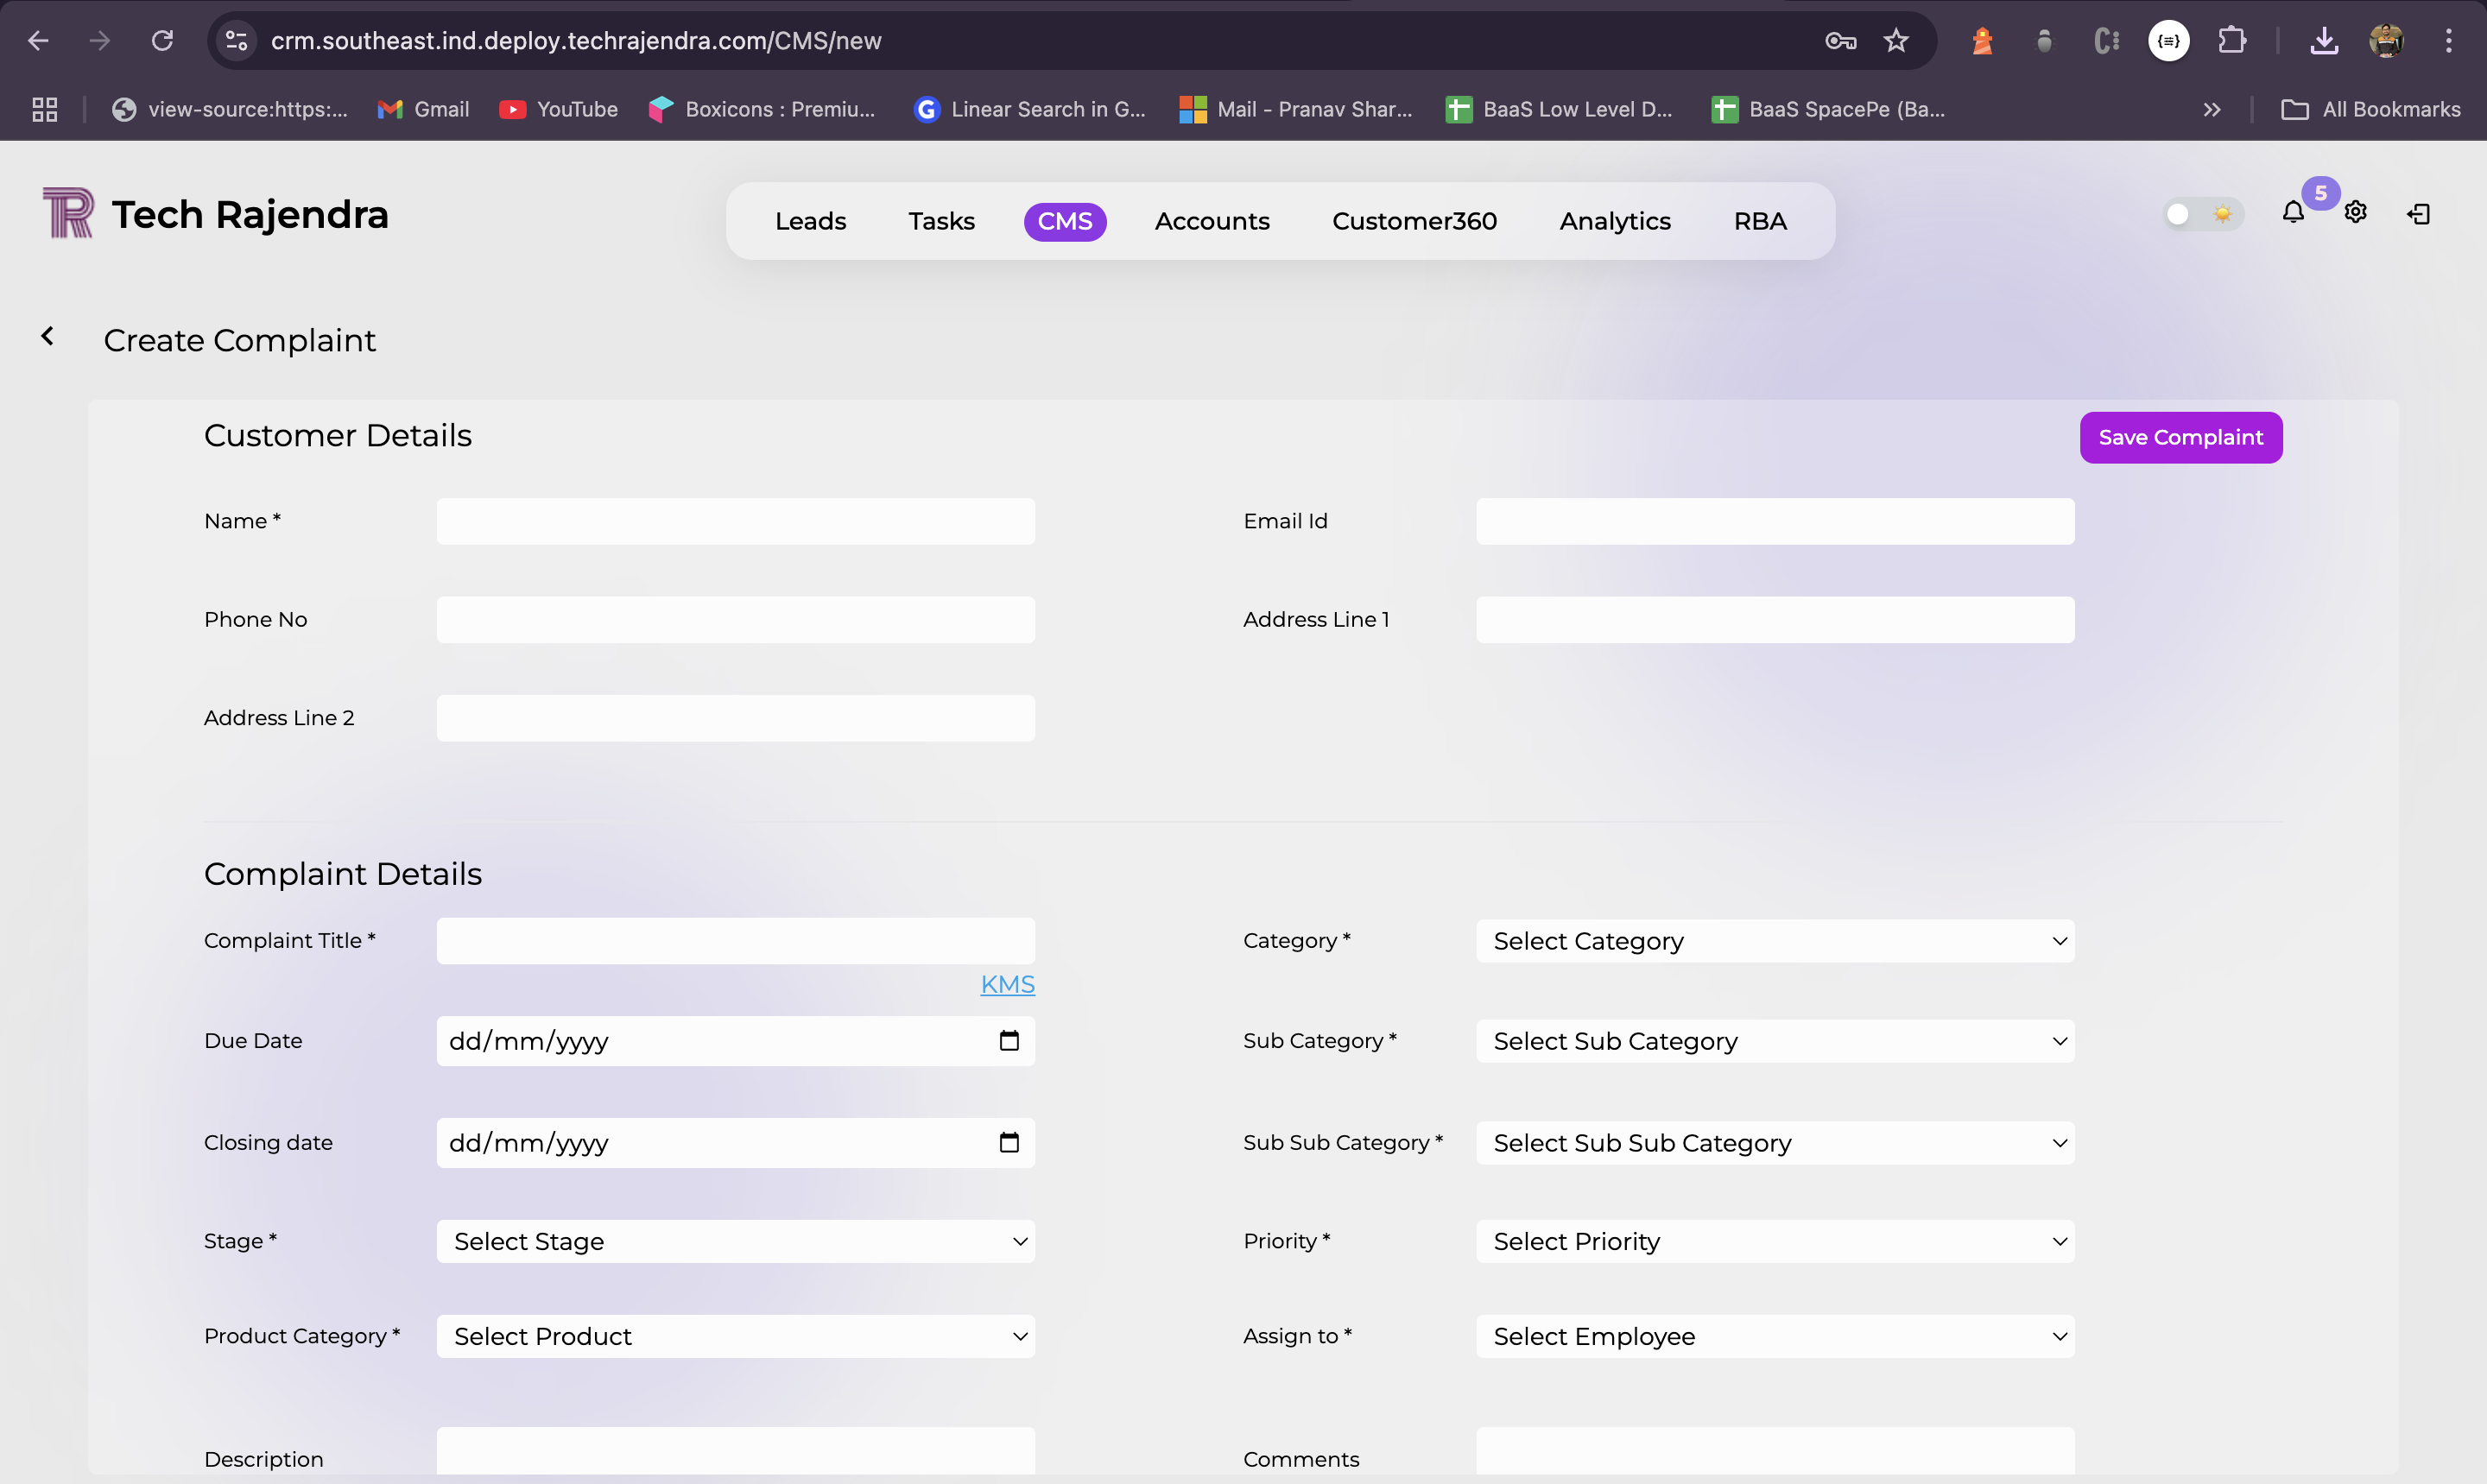 crm.southeast.ind.deploy.techrajendra.com/CMS/new
view-source:https:... Gmail YouTube Boxicons : Premiu... Linear Search in G... Mail - Pranav Shar... BaaS Low Level D... BaaS SpacePe (Ba... All Bookmarks
Tech Rajendra
Leads Tasks CMS Accounts Customer360 Analytics RBA
5
Create Complaint
Customer Details
Save Complaint
Name *
Email Id
Phone No
Address Line 1
Address Line 2
Complaint Details
Complaint Title *
KMS
Category * Select Category
Due Date dd/mm/yyyy
Sub Category * Select Sub Category
Closing date dd/mm/yyyy
Sub Sub Category * Select Sub Sub Category
Stage * Select Stage
Priority * Select Priority
Product Category * Select Product
Assign to * Select Employee
Description
Comments